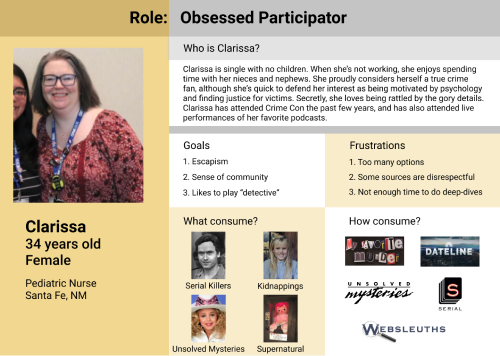 Role: Obsessed Participator
Who is Clarissa?
Clarissa is single with no children. When she's not working, she enjoys spending
time with her nieces and nephews. She proudly considers herself a true crime
fan, although she's quick to defend her interest as being motivated by psychology
and finding justice for victims. Secretly, she loves being rattled by the gory details.
Clarissa has attended Crime Con the past few years, and has also attended live
performances of her favorite podcasts.
Goals
1. Escapism
2. Sense of community
3. Likes to play “detective”
Frustrations
1. Too many options
2. Some sources are disrespectful
3. Not enough time to do deep-dives
Clarissa
34 years old
Female
Pediatric Nurse
Santa Fe, NM
What consume?
Serial Killers
Kidnappings
Unsolved Mysteries
Supernatural
How consume?
my favorite
murder
DATELINE
UNSOLVED
mysteries
S
SERIAL
WEBSLEUTHS